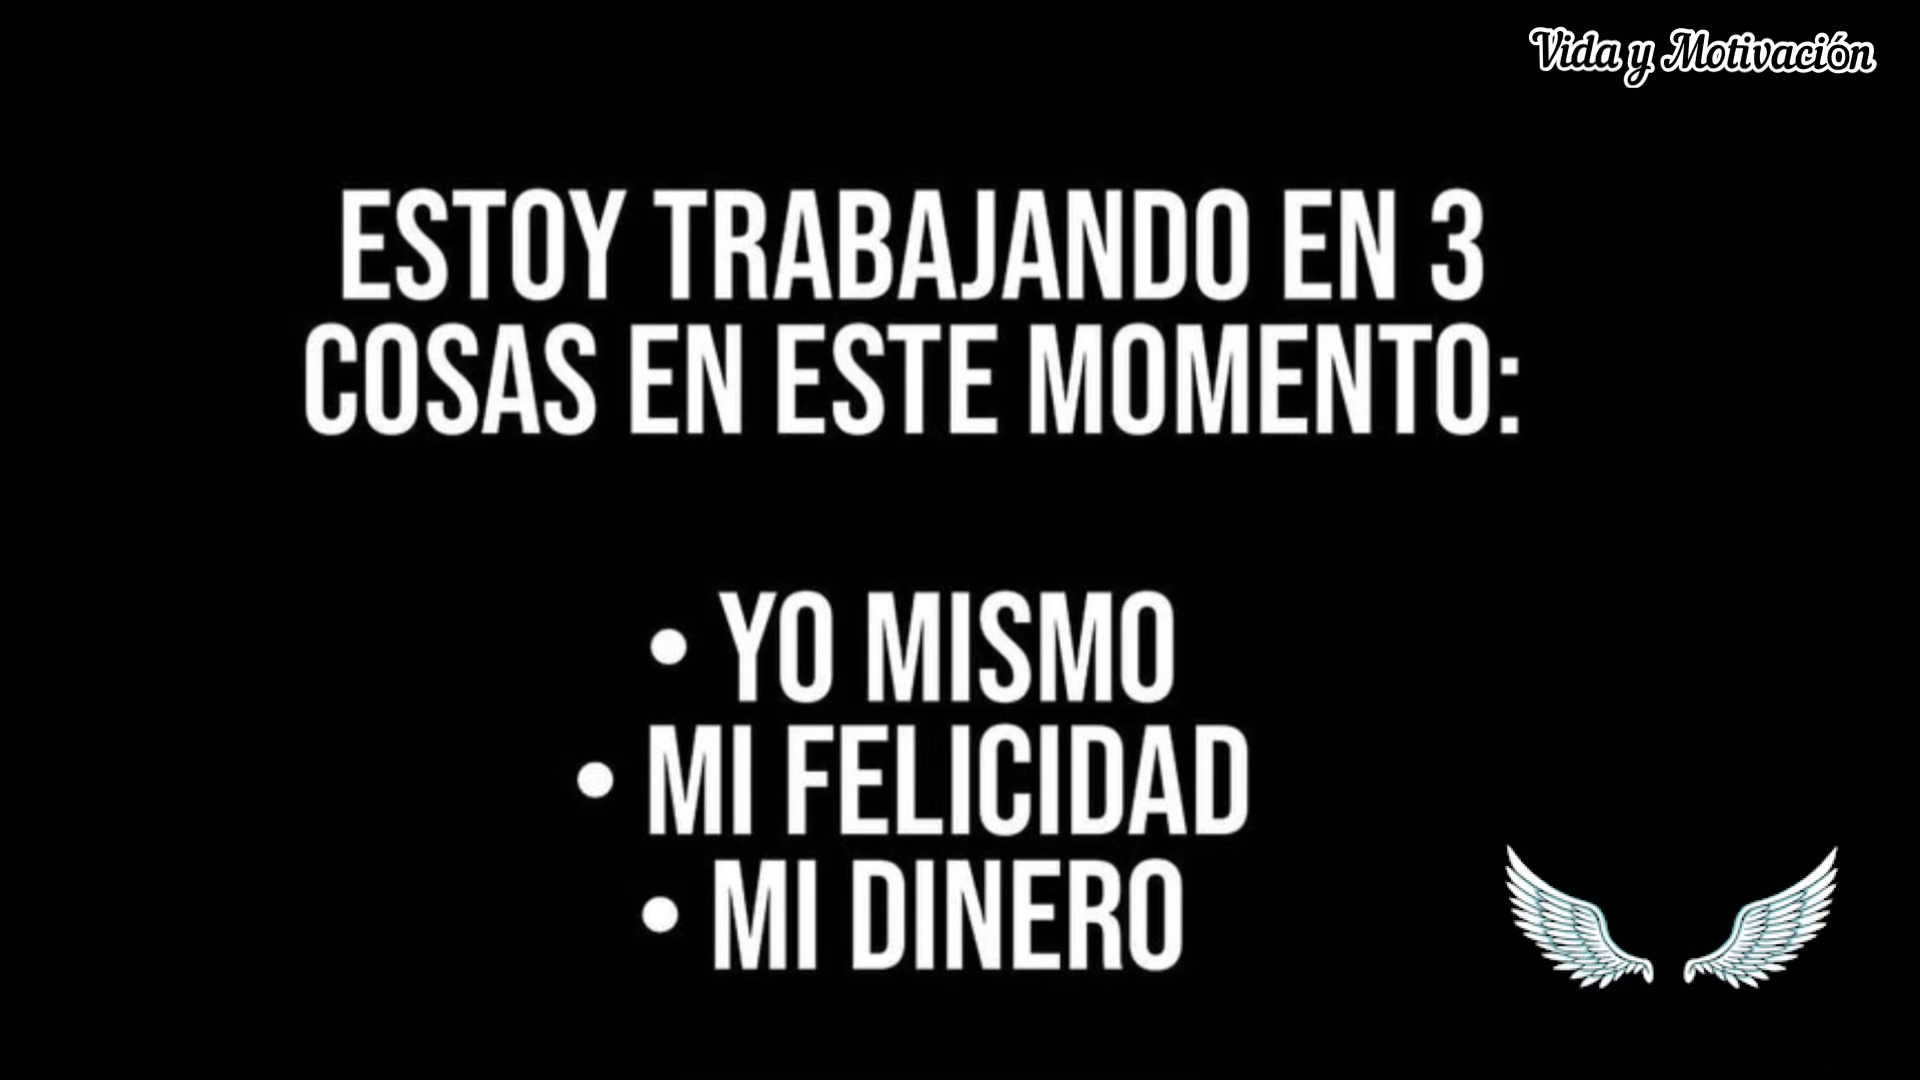 Vida y Motivación
ESTOY TRABAJANDO EN 3
COSAS EN ESTE MOMENTO:
• YO MISMO
• MI FELICIDAD
• MI DINERO